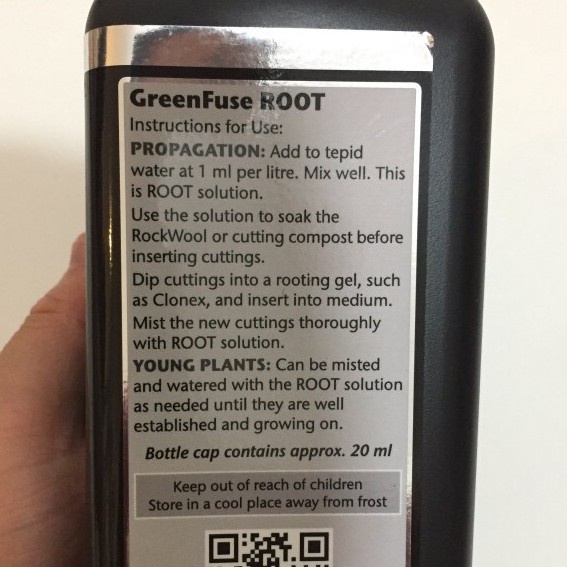 GreenFuse ROOT
Instructions for Use:
PROPAGATION: Add to tepid
water at 1 ml per litre. Mix well. This
is ROOT solution.
Use the solution to soak the
RockWool or cutting compost before
inserting cuttings.
Dip cuttings into a rooting gel, such
as Clonex, and insert into medium.
Mist the new cuttings thoroughly
with ROOT solution.
YOUNG PLANTS: Can be misted
and watered with the ROOT solution
as needed until they are well
established and growing on.
Bottle cap contains approx. 20 ml
Keep out of reach of children
Store in a cool place away from frost